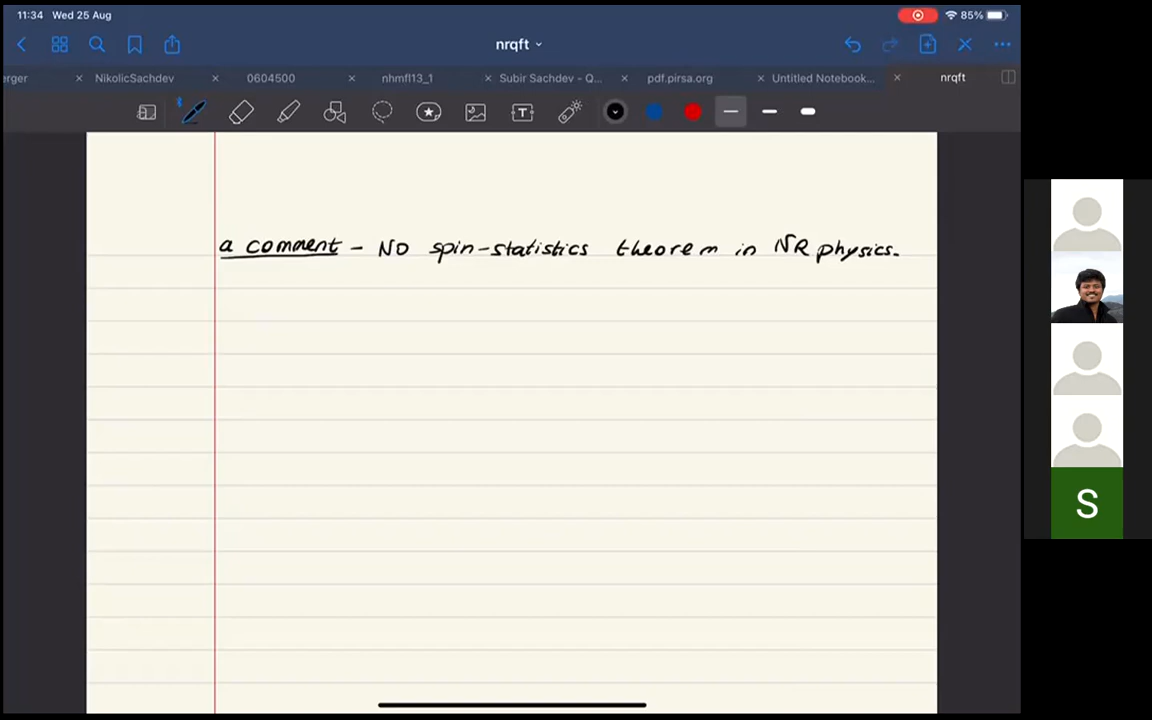 11:34 Wed 25 Aug
85%
nrqft
erger
NikolicSachdev
0604500
nhmfl13_1
Subir Sachdev - Q...
pdf.pirsa.org
Untitled Notebook...
nrqft
a comment - NO spin-statistics theorem in NR physics.
S